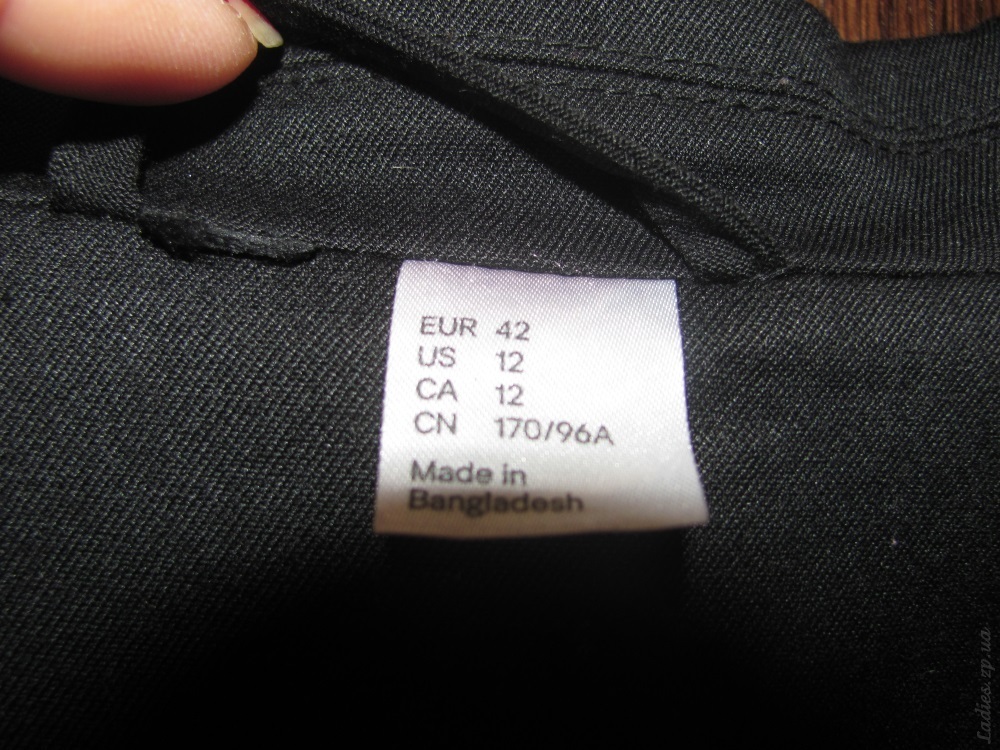 EUR 42
US 12
CA 12
CN 170/96A
Made in
Bangladesh
Ladies.zp.ua